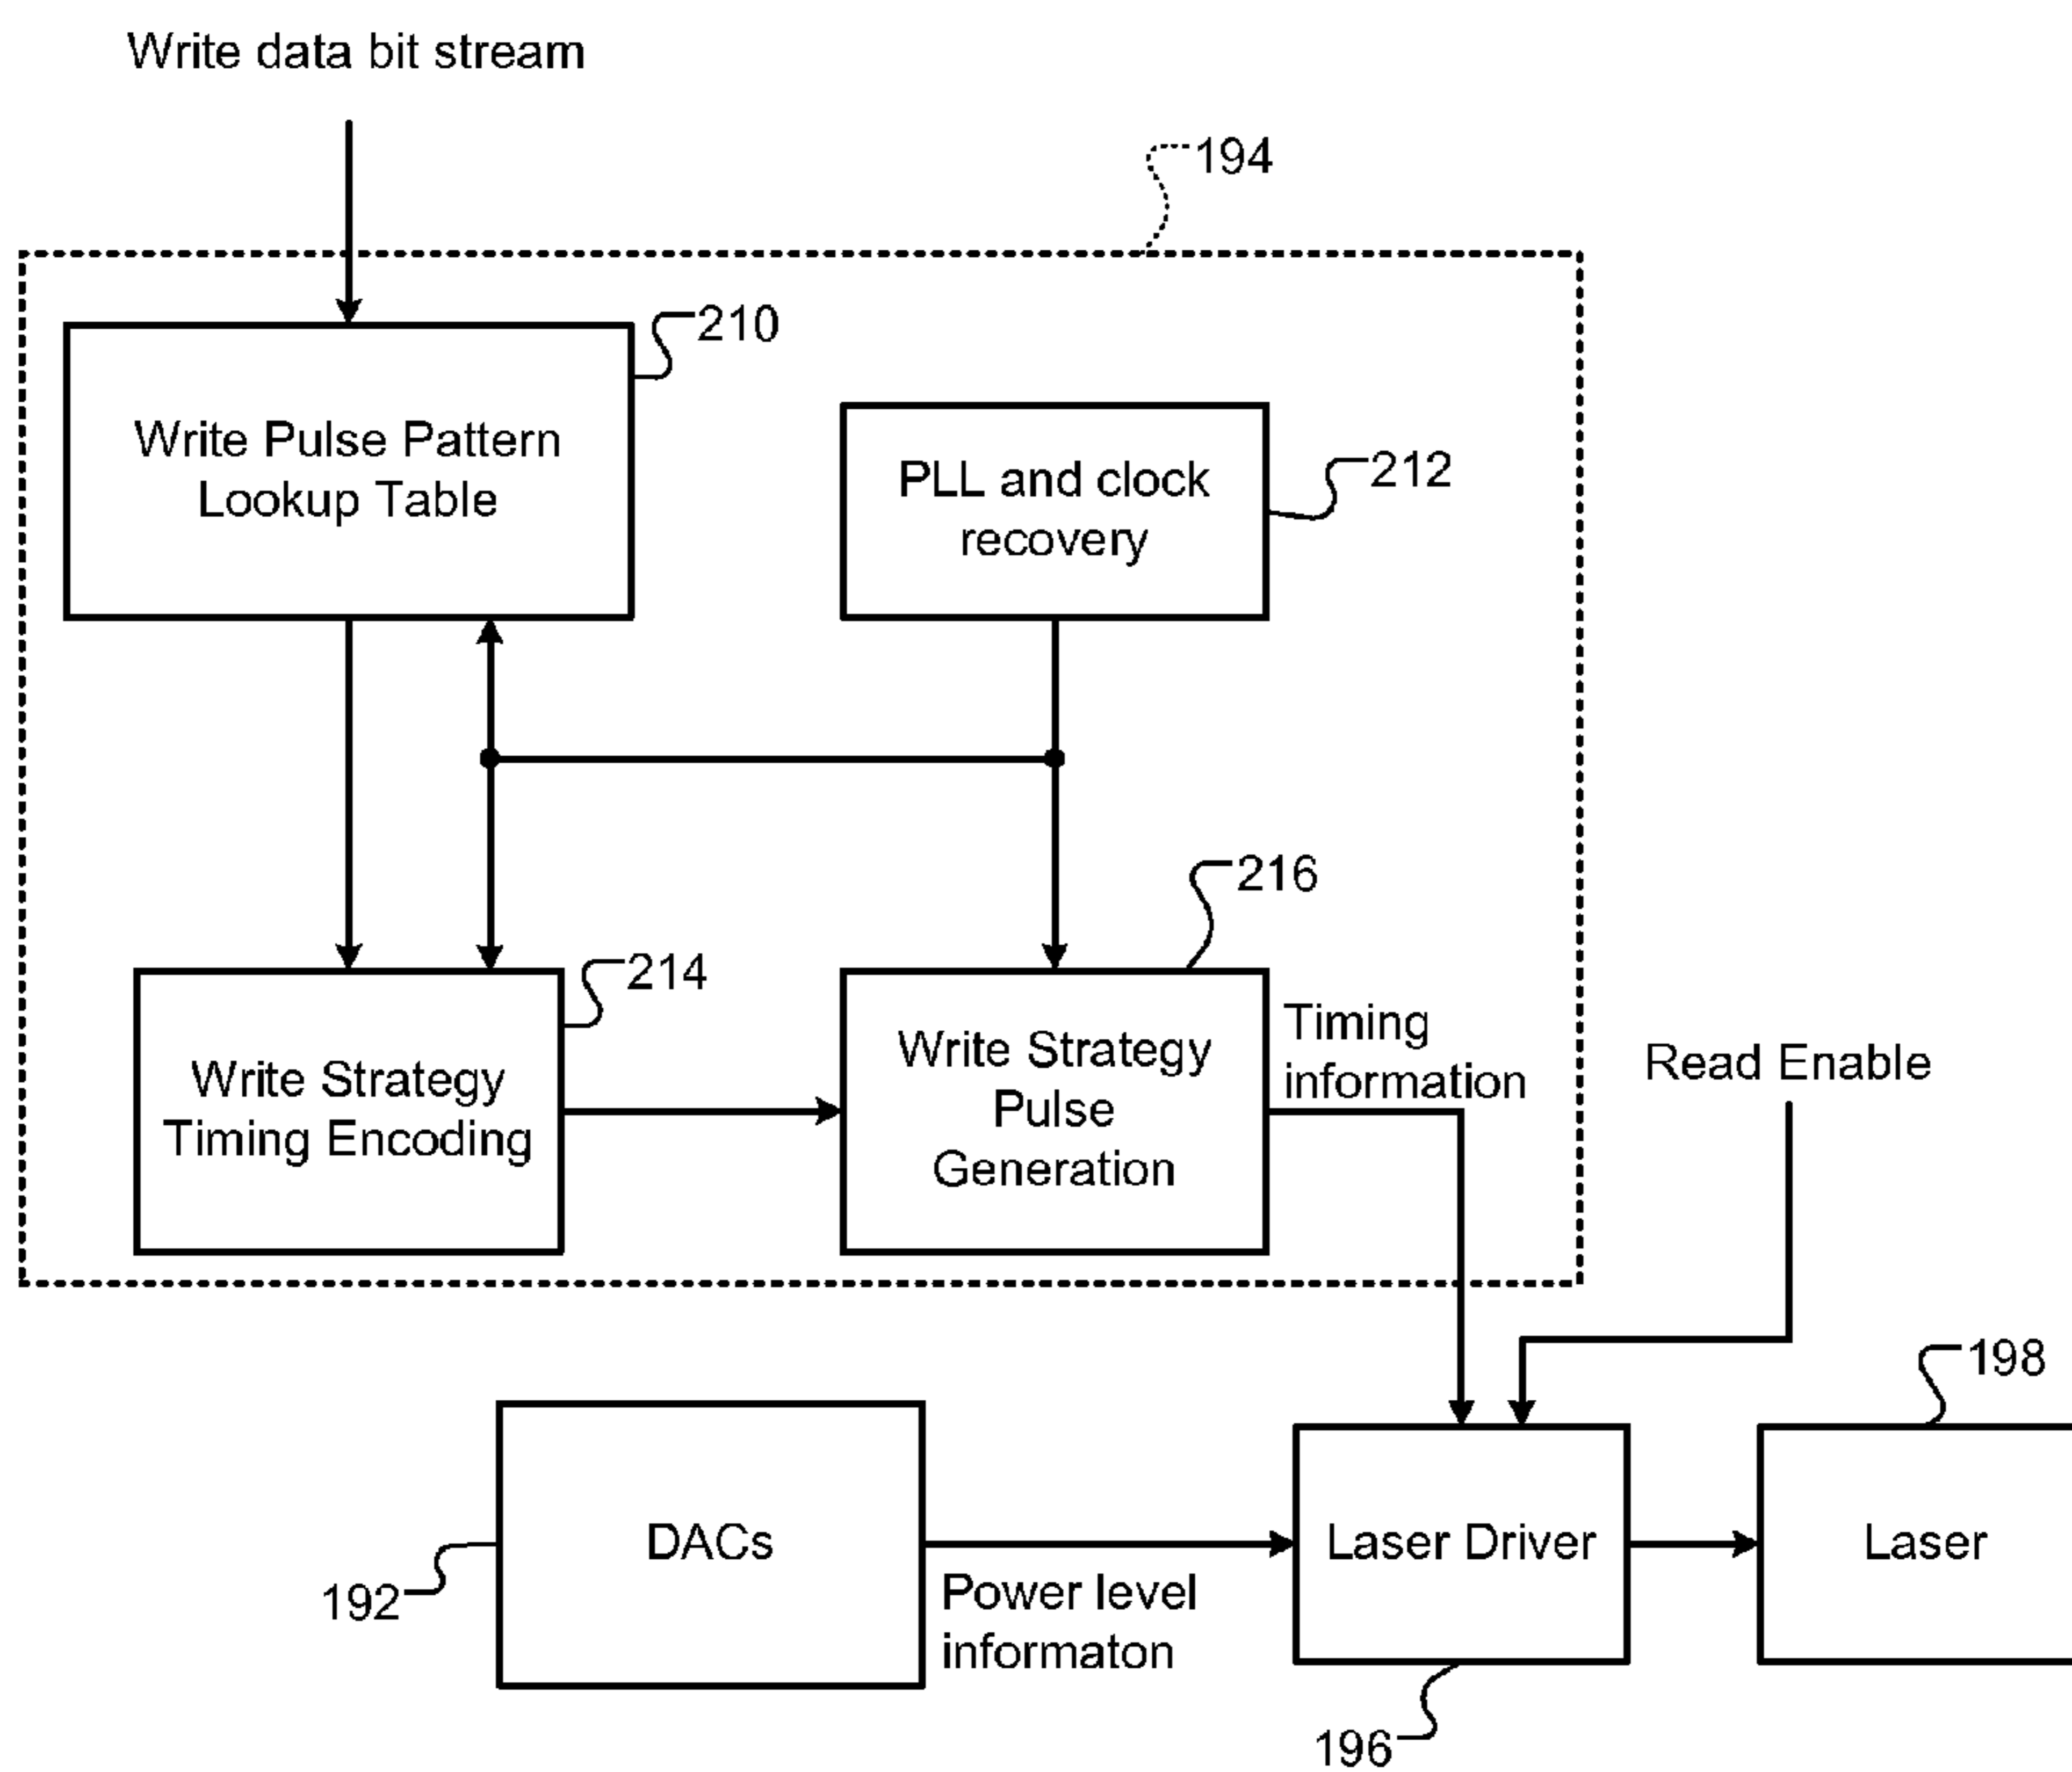 Write data bit stream
194
210
Write Pulse Pattern
Lookup Table
PLL and clock
recovery
212
216
214
Write Strategy
Timing Encoding
Write Strategy
Pulse
Generation
Timing
information
Read Enable
198
DACs
192
Power level
informaton
Laser Driver
Laser
196